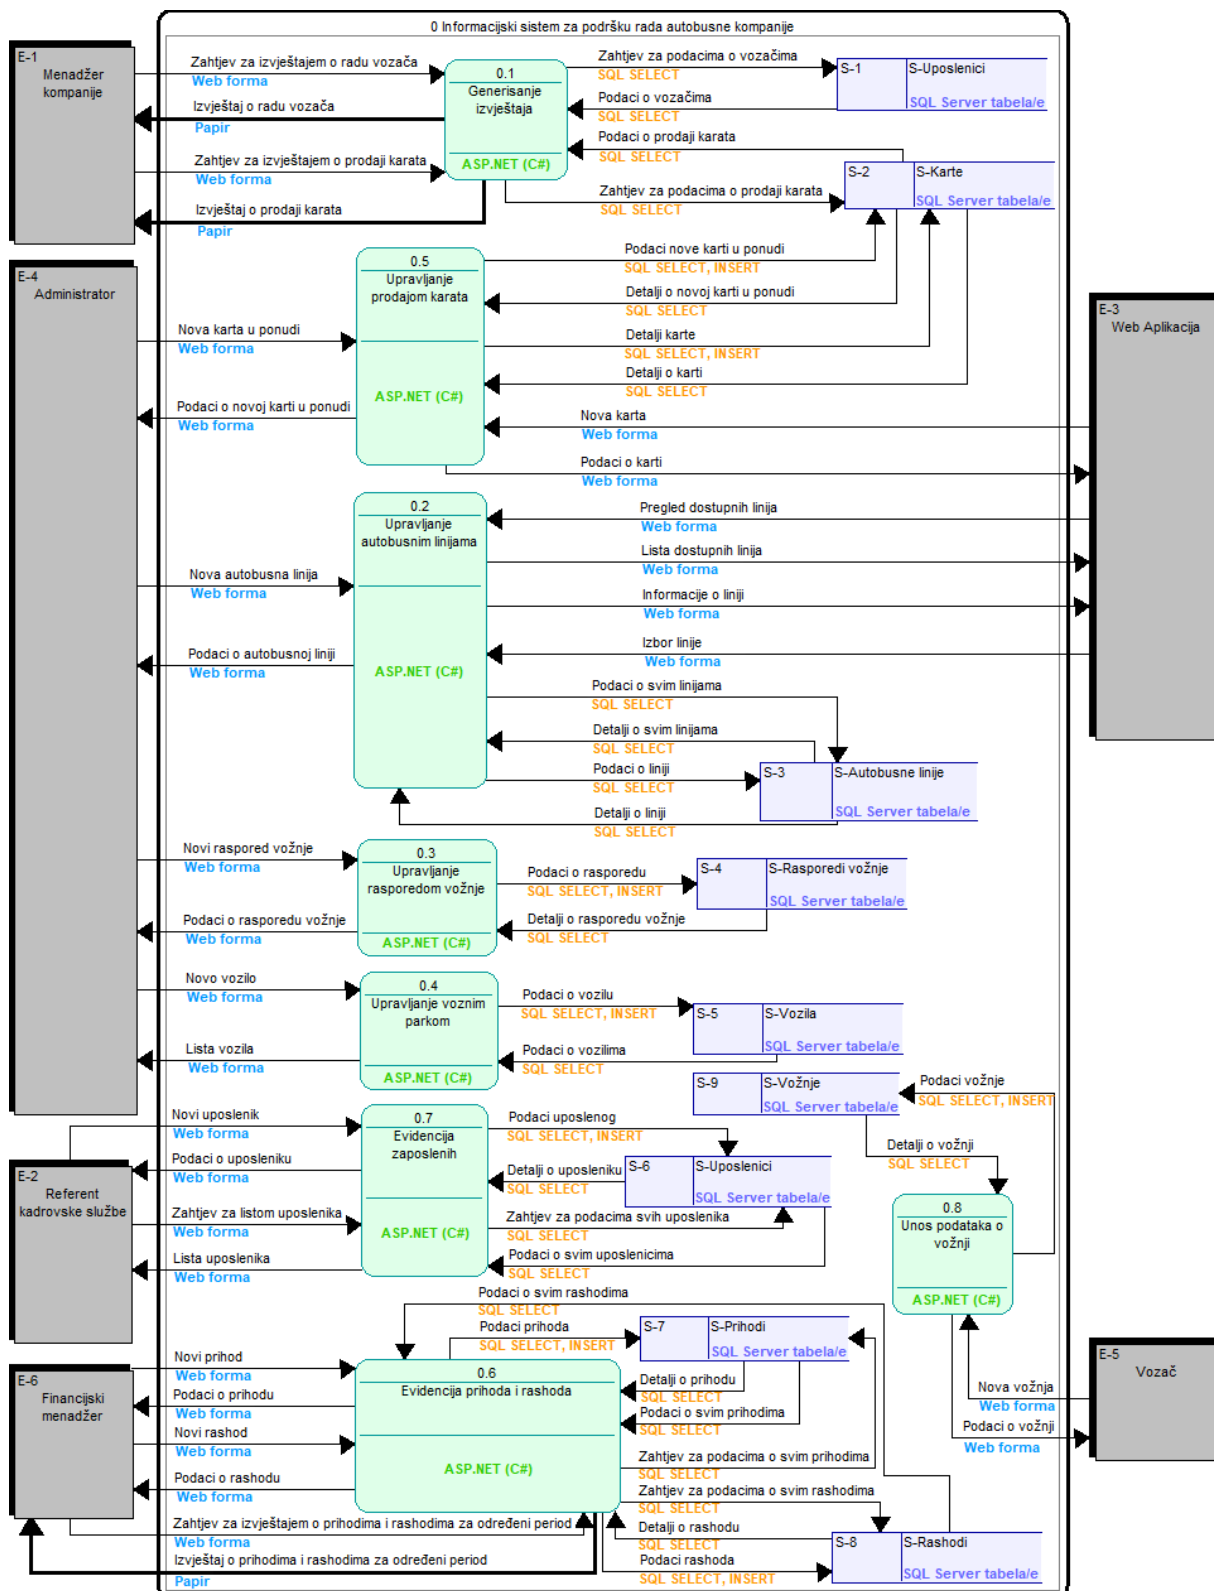 0 Informacijski sistem za podršku rada autobusne kompanije
E-1
Menadžer
kompanije
Zahtjev za izvještajem o radu vozača
Web forma
Izvještaj o radu vozača
Papir
Zahtjev za izvještajem o prodaji karata
Web forma
Izvještaj o prodaji karata
Papir
0.1
Generisanje
izvještaja
ASP.NET (C#)
Zahtjev za podacima o vozačima
SQL SELECT
Podaci o vozačima
SQL SELECT
Podaci o prodaji karata
SQL SELECT
Zahtjev za podacima o prodaji karata
SQL SELECT
S-1
S-Uposlenici
SQL Server tabela/e
S-2
S-Karte
SQL Server tabela/e
E-4
Administrator
Nova karta u ponudi
Web forma
Podaci o novoj karti u ponudi
Web forma
0.5
Upravljanje
prodajom karata
ASP.NET (C#)
Podaci nove karti u ponudi
SQL SELECT, INSERT
Detalji o novoj karti u ponudi
SQL SELECT
Detalji karte
SQL SELECT, INSERT
Detalji o karti
SQL SELECT
Nova karta
Web forma
Podaci o karti
Web forma
E-3
Web Aplikacija
Nova autobusna linija
Web forma
Podaci o autobusnoj liniji
Web forma
0.2
Upravljanje
autobusnim linijama
ASP.NET (C#)
Pregled dostupnih linija
Web forma
Lista dostupnih linija
Web forma
Informacije o liniji
Web forma
Izbor linije
Web forma
Podaci o svim linijama
SQL SELECT
Detalji o svim linijama
SQL SELECT
Podaci o liniji
SQL SELECT
Detalji o liniji
SQL SELECT
S-3
S-Autobusne linije
SQL Server tabela/e
Novi raspored vožnje
Web forma
Podaci o rasporedu vožnje
Web forma
0.3
Upravljanje
rasporedom vožnje
ASP.NET (C#)
Podaci o rasporedu
SQL SELECT, INSERT
Detalji o rasporedu vožnje
SQL SELECT
S-4
S-Rasporedi vožnje
SQL Server tabela/e
Novo vozilo
Web forma
Lista vozila
Web forma
0.4
Upravljanje voznim
parkom
ASP.NET (C#)
Podaci o vozilu
SQL SELECT, INSERT
Podaci o vozilima
SQL SELECT
S-5
S-Vozila
SQL Server tabela/e
S-9
S-Vožnje
SQL Server tabela/e
Podaci vožnje
SQL SELECT, INSERT
Detalji o vožnji
SQL SELECT
E-2
Referent
kadrovske službe
Novi uposlenik
Web forma
Podaci o uposleniku
Web forma
Zahtjev za listom uposlenika
Web forma
Lista uposlenika
Web forma
0.7
Evidencija
zaposlenih
ASP.NET (C#)
Podaci uposlenog
SQL SELECT, INSERT
Detalji o uposleniku
SQL SELECT
Zahtjev za podacima svih uposlenika
SQL SELECT
Podaci o svim uposlenicima
SQL SELECT
S-6
S-Uposlenici
SQL Server tabela/e
0.8
Unos podataka o
vožnji
ASP.NET (C#)
E-5
Vozač
Nova vožnja
Web forma
Podaci o vožnji
Web forma
E-6
Financijski
menadžer
Novi prihod
Web forma
Podaci o prihodu
Web forma
Novi rashod
Web forma
Podaci o rashodu
Web forma
Zahtjev za izvještajem o prihodima i rashodima za određeni period
Web forma
Izvještaj o prihodima i rashodima za određeni period
Papir
0.6
Evidencija prihoda i rashoda
ASP.NET (C#)
Podaci o svim rashodima
SQL SELECT
Podaci prihoda
SQL SELECT, INSERT
S-7
S-Prihodi
SQL Server tabela/e
Detalji o prihodu
SQL SELECT
Podaci o svim prihodima
SQL SELECT
Zahtjev za podacima o svim prihodima
SQL SELECT
Zahtjev za podacima o svim rashodima
SQL SELECT
Detalji o rashodu
SQL SELECT
Podaci rashoda
SQL SELECT, INSERT
S-8
S-Rashodi
SQL Server tabela/e